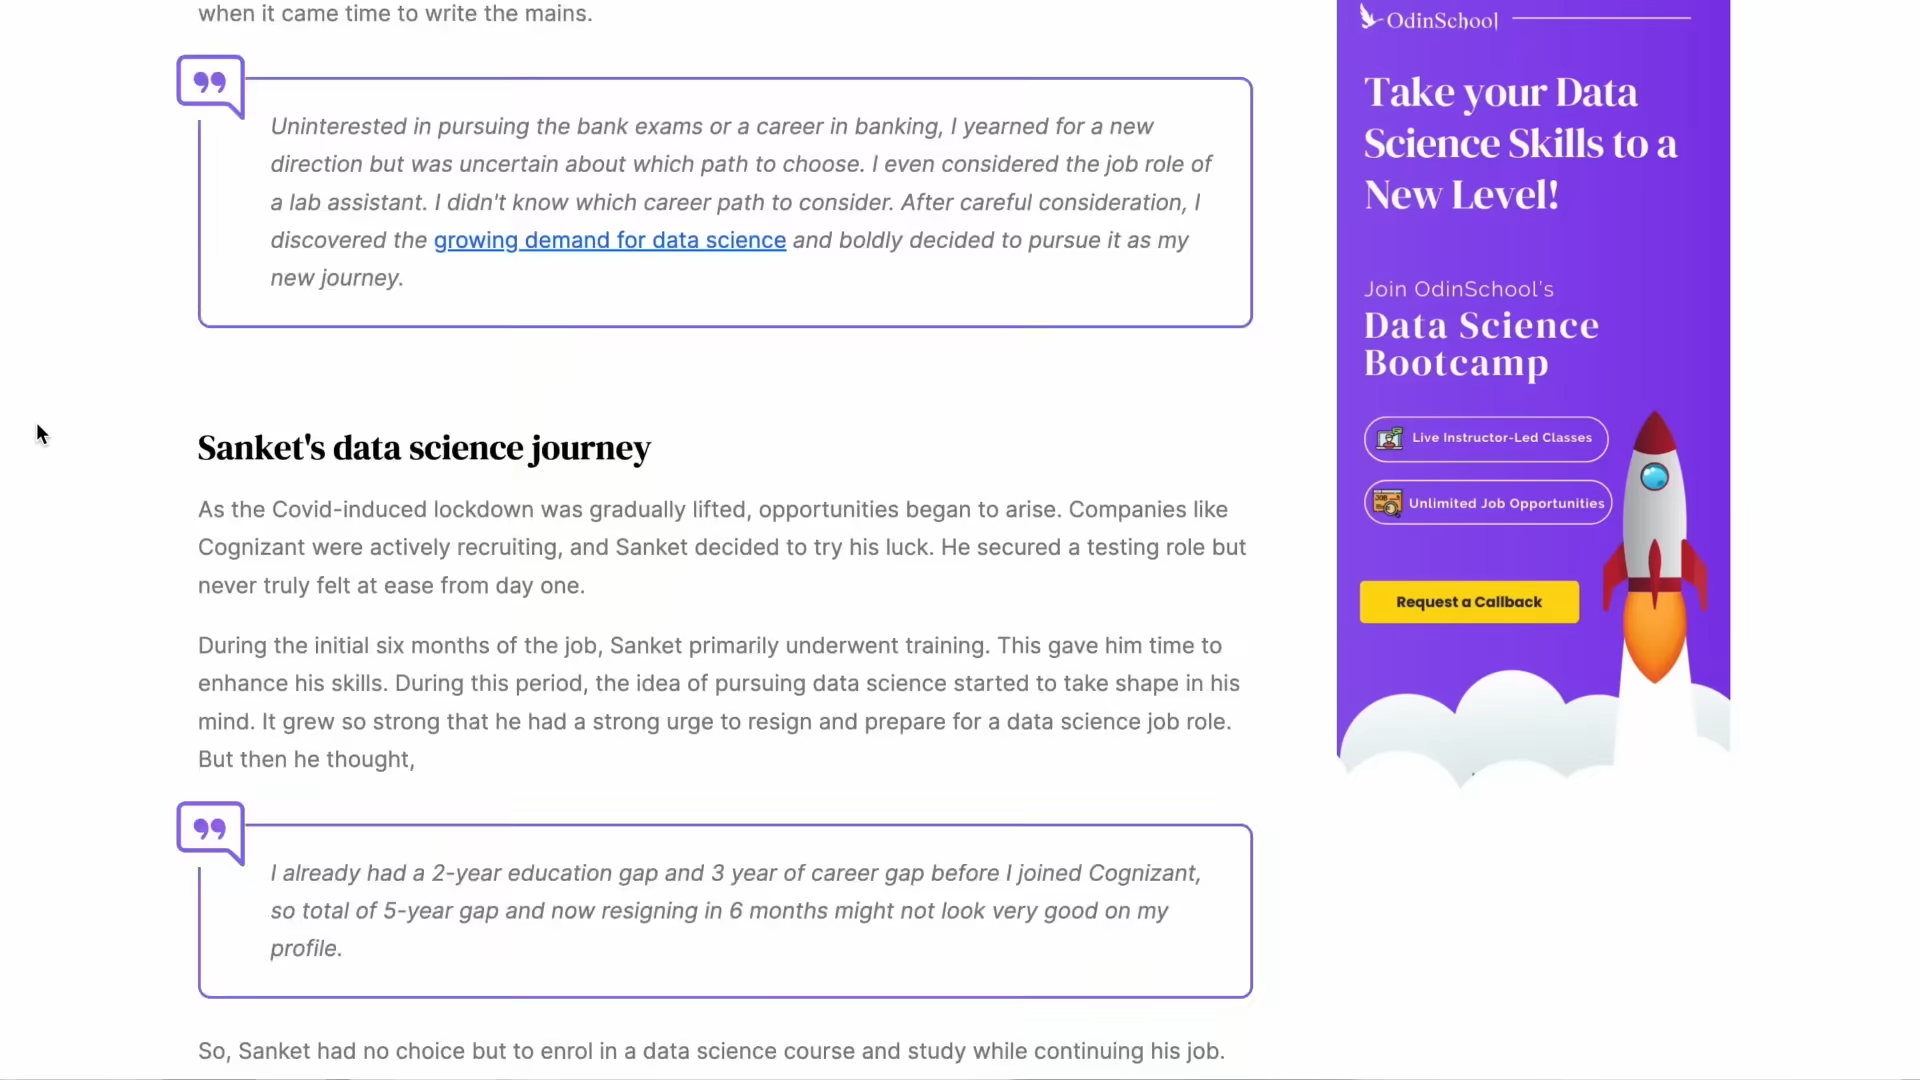 when it came time to write the mains.
Uninterested in pursuing the bank exams or a career in banking, I yearned for a new
direction but was uncertain about which path to choose. I even considered the job role of
a lab assistant. I didn't know which career path to consider. After careful consideration, I
discovered the growing demand for data science and boldly decided to pursue it as my
new journey.
Sanket's data science journey
As the Covid-induced lockdown was gradually lifted, opportunities began to arise. Companies like
Cognizant were actively recruiting, and Sanket decided to try his luck. He secured a testing role but
never truly felt at ease from day one.
During the initial six months of the job, Sanket primarily underwent training. This gave him time to
enhance his skills. During this period, the idea of pursuing data science started to take shape in his
mind. It grew so strong that he had a strong urge to resign and prepare for a data science job role.
But then he thought,
I already had a 2-year education gap and 3 year of career gap before I joined Cognizant,
so total of 5-year gap and now resigning in 6 months might not look very good on my
profile.
So, Sanket had no choice but to enrol in a data science course and study while continuing his job.
OdinSchool
Take your Data
Science Skills to a
New Level!
Join OdinSchool's
Data Science
Bootcamp
Live Instructor-Led Classes
Unlimited Job Opportunities
Request a Callback